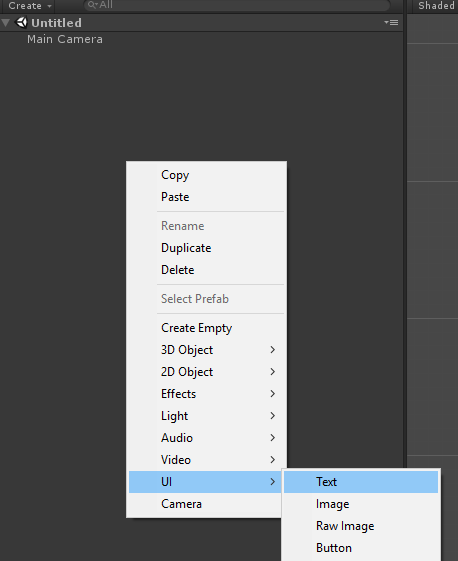 Create
All
Shaded
Untitled
Main Camera
Copy
Paste
Rename
Duplicate
Delete
Select Prefab
Create Empty
3D Object
2D Object
Effects
Light
Audio
Video
UI
Camera
Text
Image
Raw Image
Button